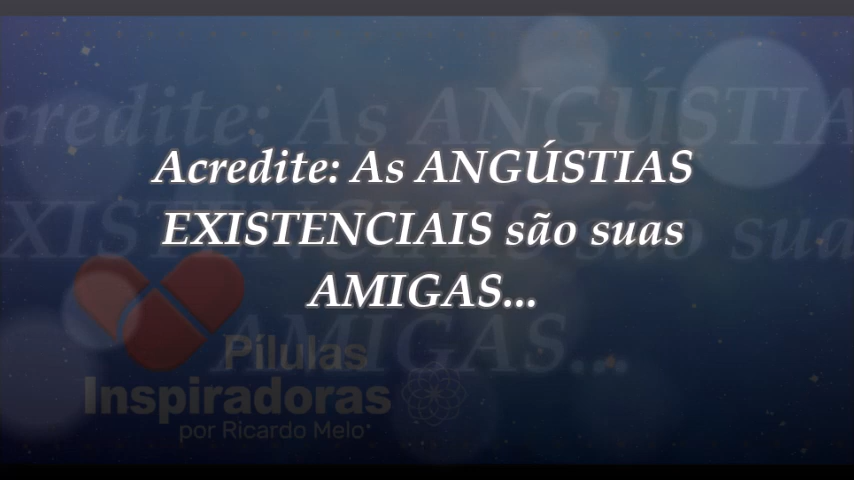 Acredite: As ANGÚSTIAS
EXISTENCIAIS são suas
AMIGAS...
Pílulas
Inspiradoras
por Ricardo Melo